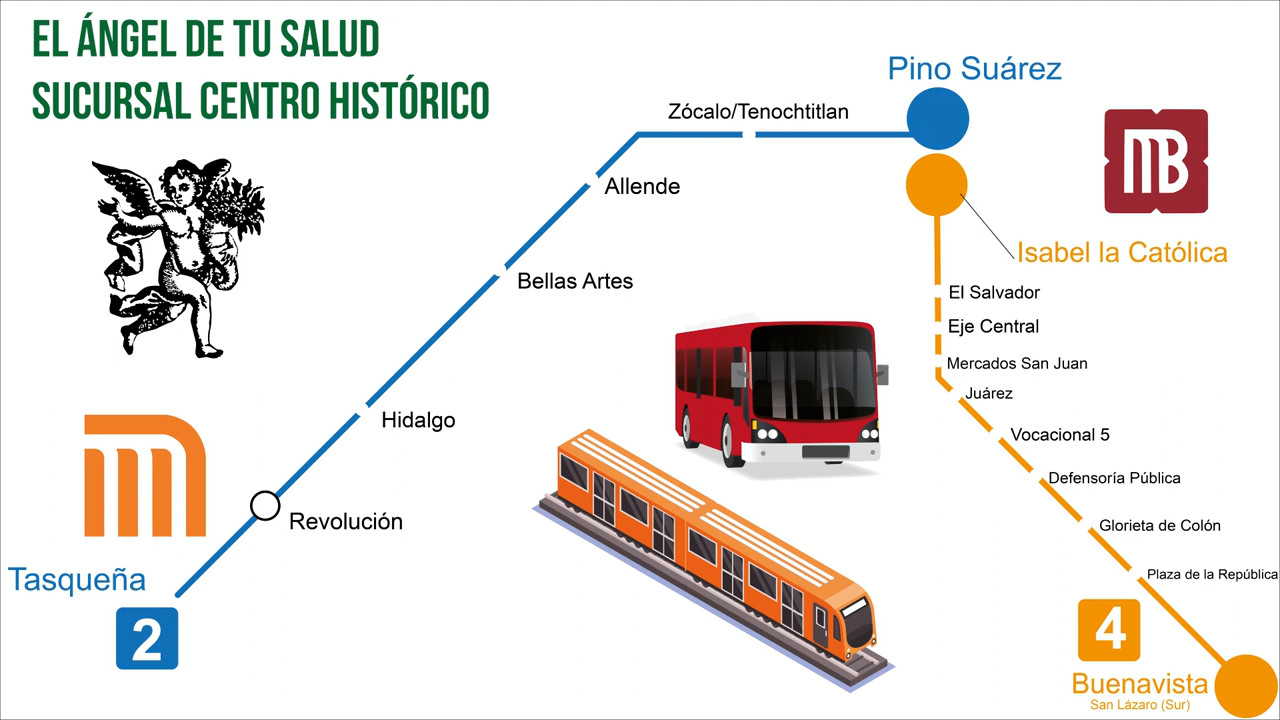 EL ÁNGEL DE TU SALUD
SUCURSAL CENTRO HISTÓRICO
Pino Suárez
Zócalo/Tenochtitlan
MB
Allende
Isabel la Católica
Bellas Artes
El Salvador
Eje Central
Mercados San Juan
Juárez
Hidalgo
Vocacional 5
Defensoría Pública
Revolución
Glorieta de Colón
Tasqueña
Plaza de la República
2
4
Buenavista
San Lázaro (Sur)